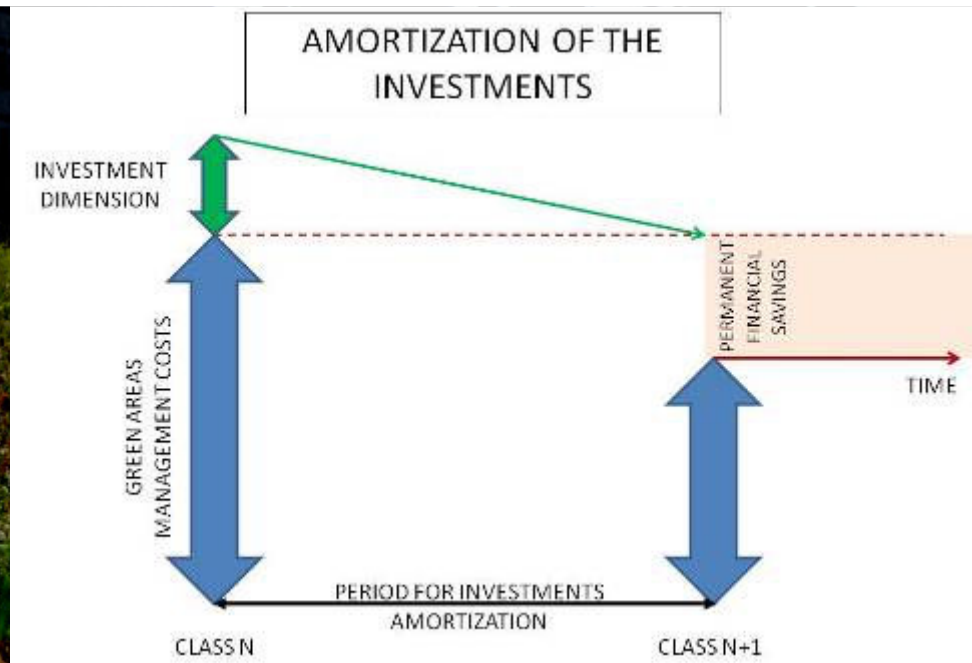 AMORTIZATION OF THE
INVESTMENTS
INVESTMENT
DIMENSION
GREEN AREAS
MANAGEMENT COSTS
PERMANENT
FINANCIAL
SAVINGS
TIME
PERIOD FOR INVESTMENTS
AMORTIZATION
CLASS N
CLASS N+1